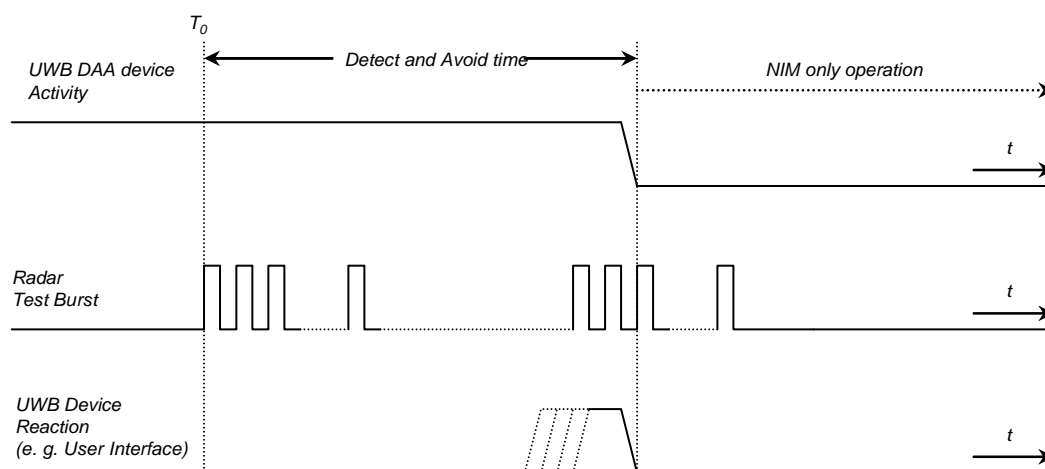 T0
Detect and Avoid time
UWB DAA device
Activity
NIM only operation
t
Radar
Test Burst
t
UWB Device
Reaction
(e. g. User Interface)
t